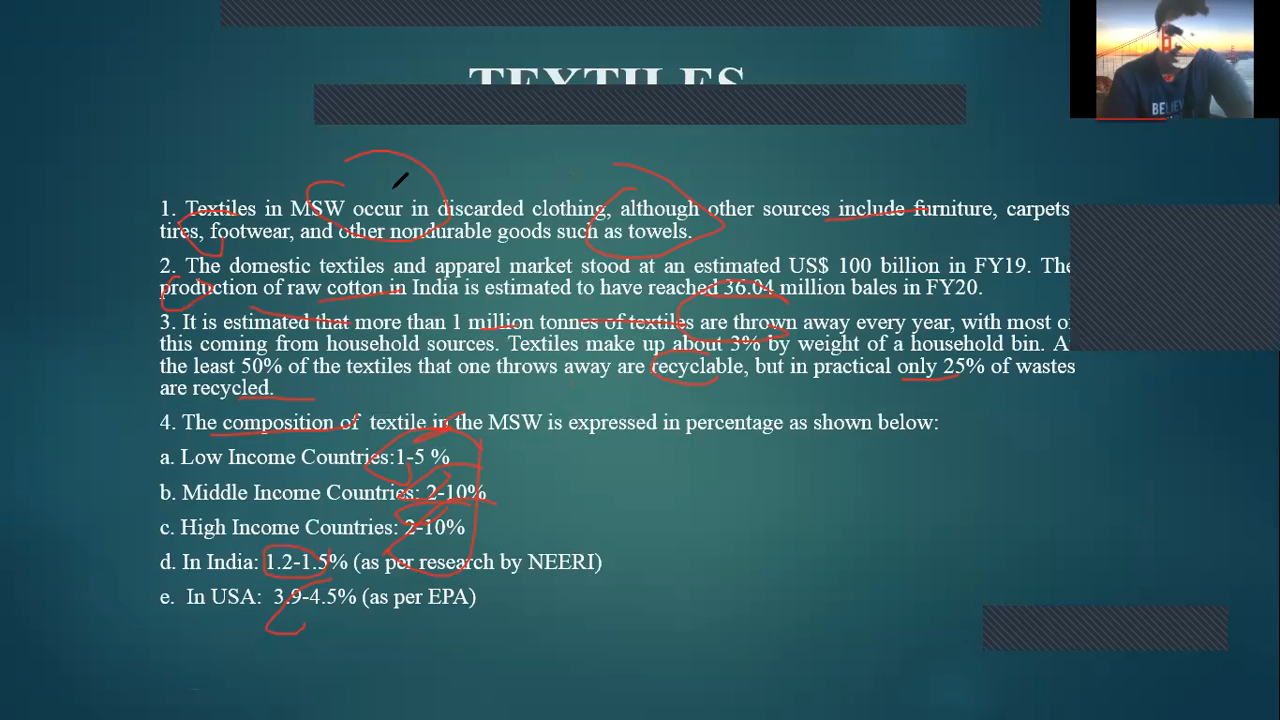 TEXTILES
1. Textiles in MSW occur in discarded clothing, although other sources include furniture, carpets
tires, footwear, and other nondurable goods such as towels.
2. The domestic textiles and apparel market stood at an estimated US$ 100 billion in FY19. The
production of raw cotton in India is estimated to have reached 36.04 million bales in FY20.
3. It is estimated that more than 1 million tonnes of textiles are thrown away every year, with most
this coming from household sources. Textiles make up about 3% by weight of a household bin.
the least 50% of the textiles that one throws away are recyclable, but in practical only 25% of wastes
are recycled.
4. The composition of textile in the MSW is expressed in percentage as shown below:
a. Low Income Countries:1-5 %
b. Middle Income Countries: 2-10%
c. High Income Countries: 2-10%
d. In India: 1.2-1.5% (as per research by NEERI)
e. In USA: 3.9-4.5% (as per EPA)